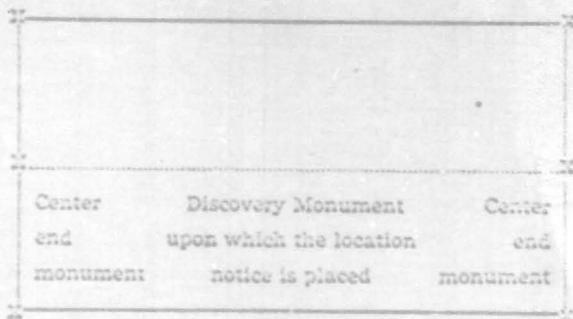 Center Discovery Monument Center
end upon which the location end
monument notice is placed monument